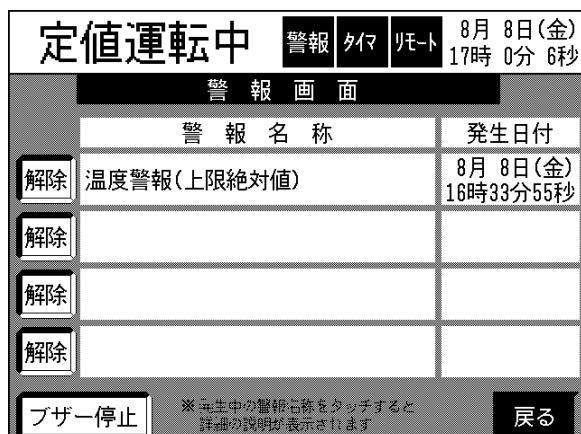 定値運転中 警報 タイマ リモート 8月 8日(金)
17時 0分 6秒
警報画面
警報名称 発生日付
解除 温度警報(上限絶対値) 8月 8日(金)
16時33分55秒
解除
解除
解除
ブザー停止 ※発生中の警報名称をタッチすると
詳細の説明が表示されます 戻る